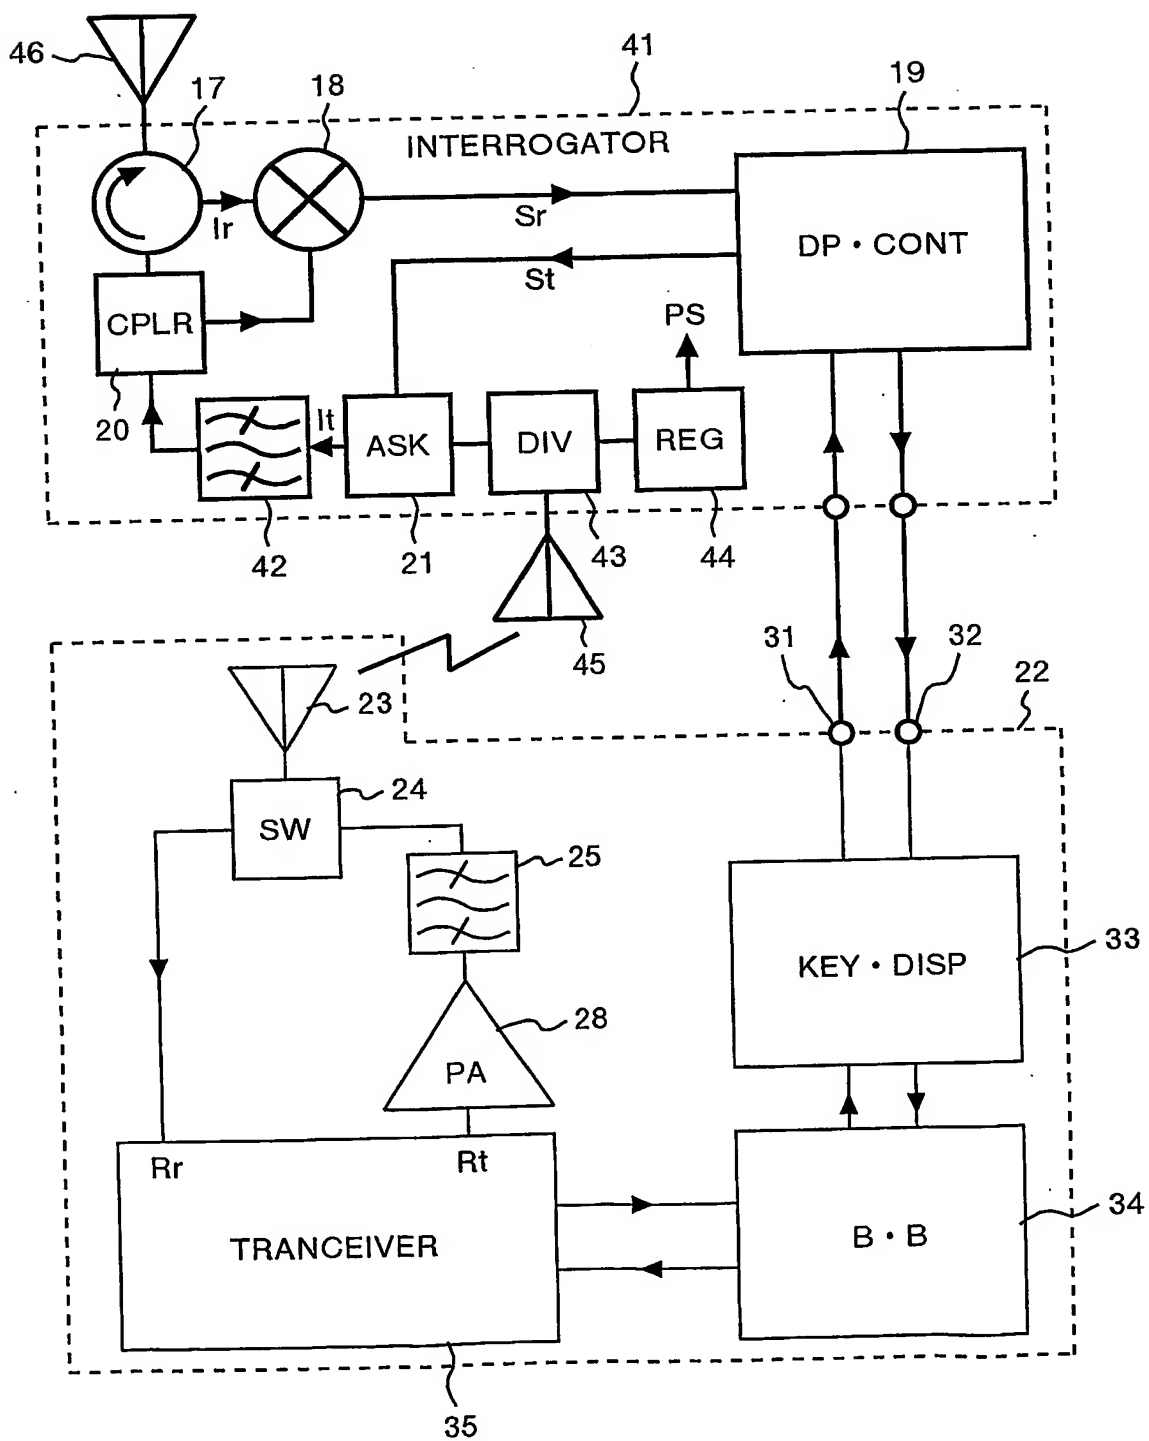 46
41
17
18
19
INTERROGATOR
Ir
Sr
DP・CONT
St
CPLR
PS
20
It
ASK
DIV
REG
42
21
43
44
45
31
32
22
23
24
SW
25
33
KEY・DISP
28
PA
Rr
Rt
34
TRANCEIVER
B・B
35